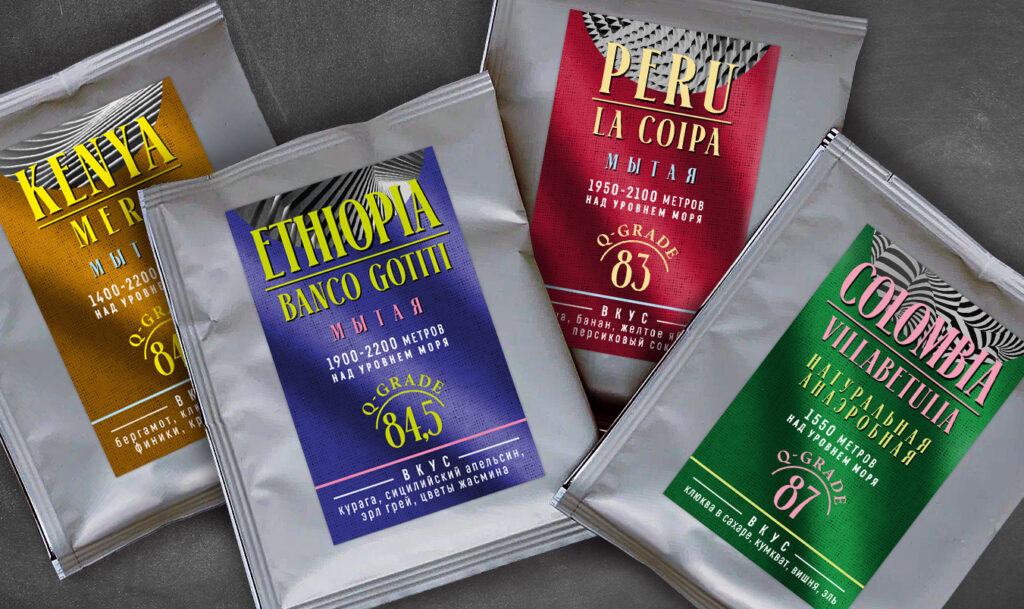 KENYA
МЫТАЯ
1400-2200
НАД УРОВНЕМ
Q-GRADE
84
ВКУС
бергамот,
финики,
ETHIOPIA
BANCO GOTITI
МЫТАЯ
1900-2200 МЕТРОВ
НАД УРОВНЕМ МОРЯ
Q-GRADE
84,5
ВКУС
курага, сицилийский апельсин,
эрл грей, цветы жасмина
PERU
LA COIPA
МЫТАЯ
1950-2100 МЕТРОВ
НАД УРОВНЕМ МОРЯ
Q-GRADE
83
ВКУС
банан, желтое
персиковый сок
COLOMBIA
VILLABETULIA
НАТУРАЛЬНАЯ
АНАЭРОБНАЯ
1550 МЕТРОВ
НАД УРОВНЕМ МОРЯ
Q-GRADE
87
ВКУС
клюква в сахаре, кумкват, вишня, эль